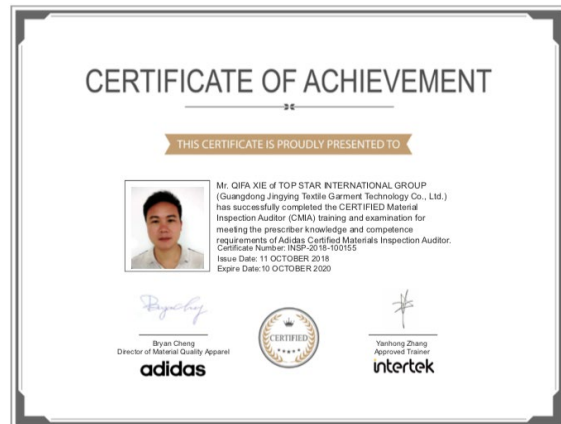 CERTIFICATE OF ACHIEVEMENT
THIS CERTIFICATE IS PROUDLY PRESENTED TO
Mr. QIFA XIE of TOP STAR INTERNATIONAL GROUP
(Guangdong Jingying Textile Garment Technology Co., Ltd.)
has successfully completed the CERTIFIED Material
Inspection Auditor (CMIA) training and examination for
meeting the prescriber knowledge and competence
requirements of Adidas Certified Materials Inspection Auditor.
Certificate Number: INSP-2018-100155
Issue Date: 11 OCTOBER 2018
Expire Date:10 OCTOBER 2020
Bryan Cheng
Director of Material Quality Apparel
adidas
CERTIFIED
Yanhong Zhang
Approved Trainer
intertek